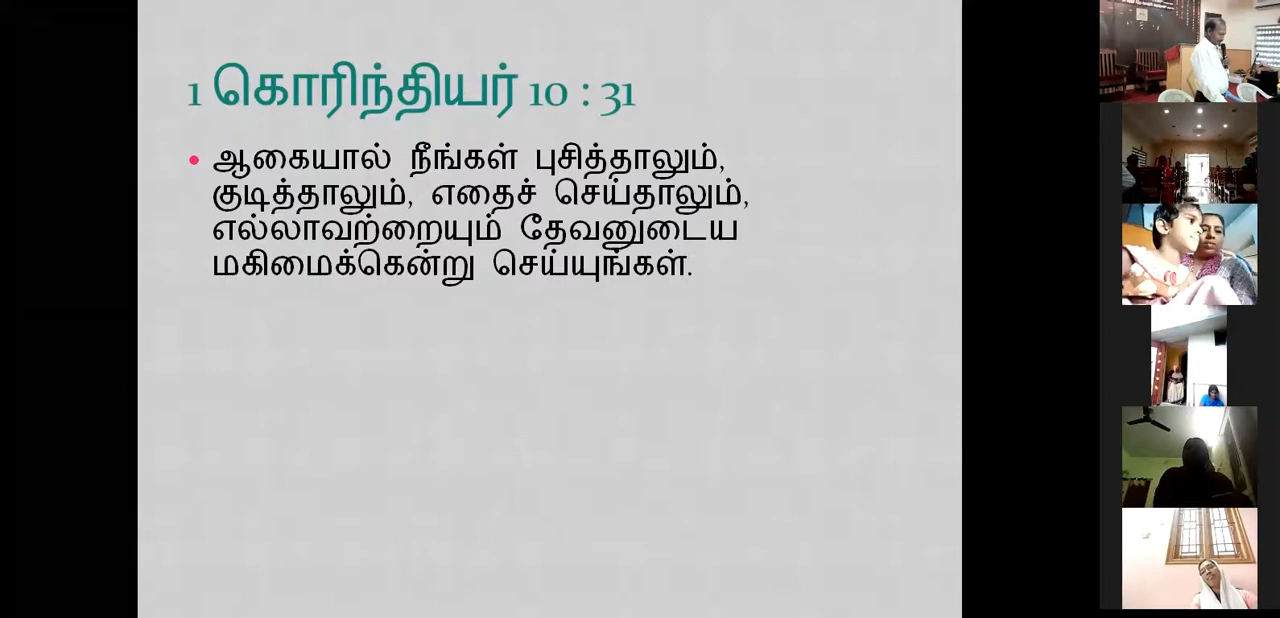 1 கொரிந்தியர் 10 : 31
• ஆகையால் நீங்கள் புசித்தாலும்,
குடித்தாலும், எதைச் செய்தாலும்,
எல்லாவற்றையும் தேவனுடைய
மகிமைக்கென்று செய்யுங்கள்.